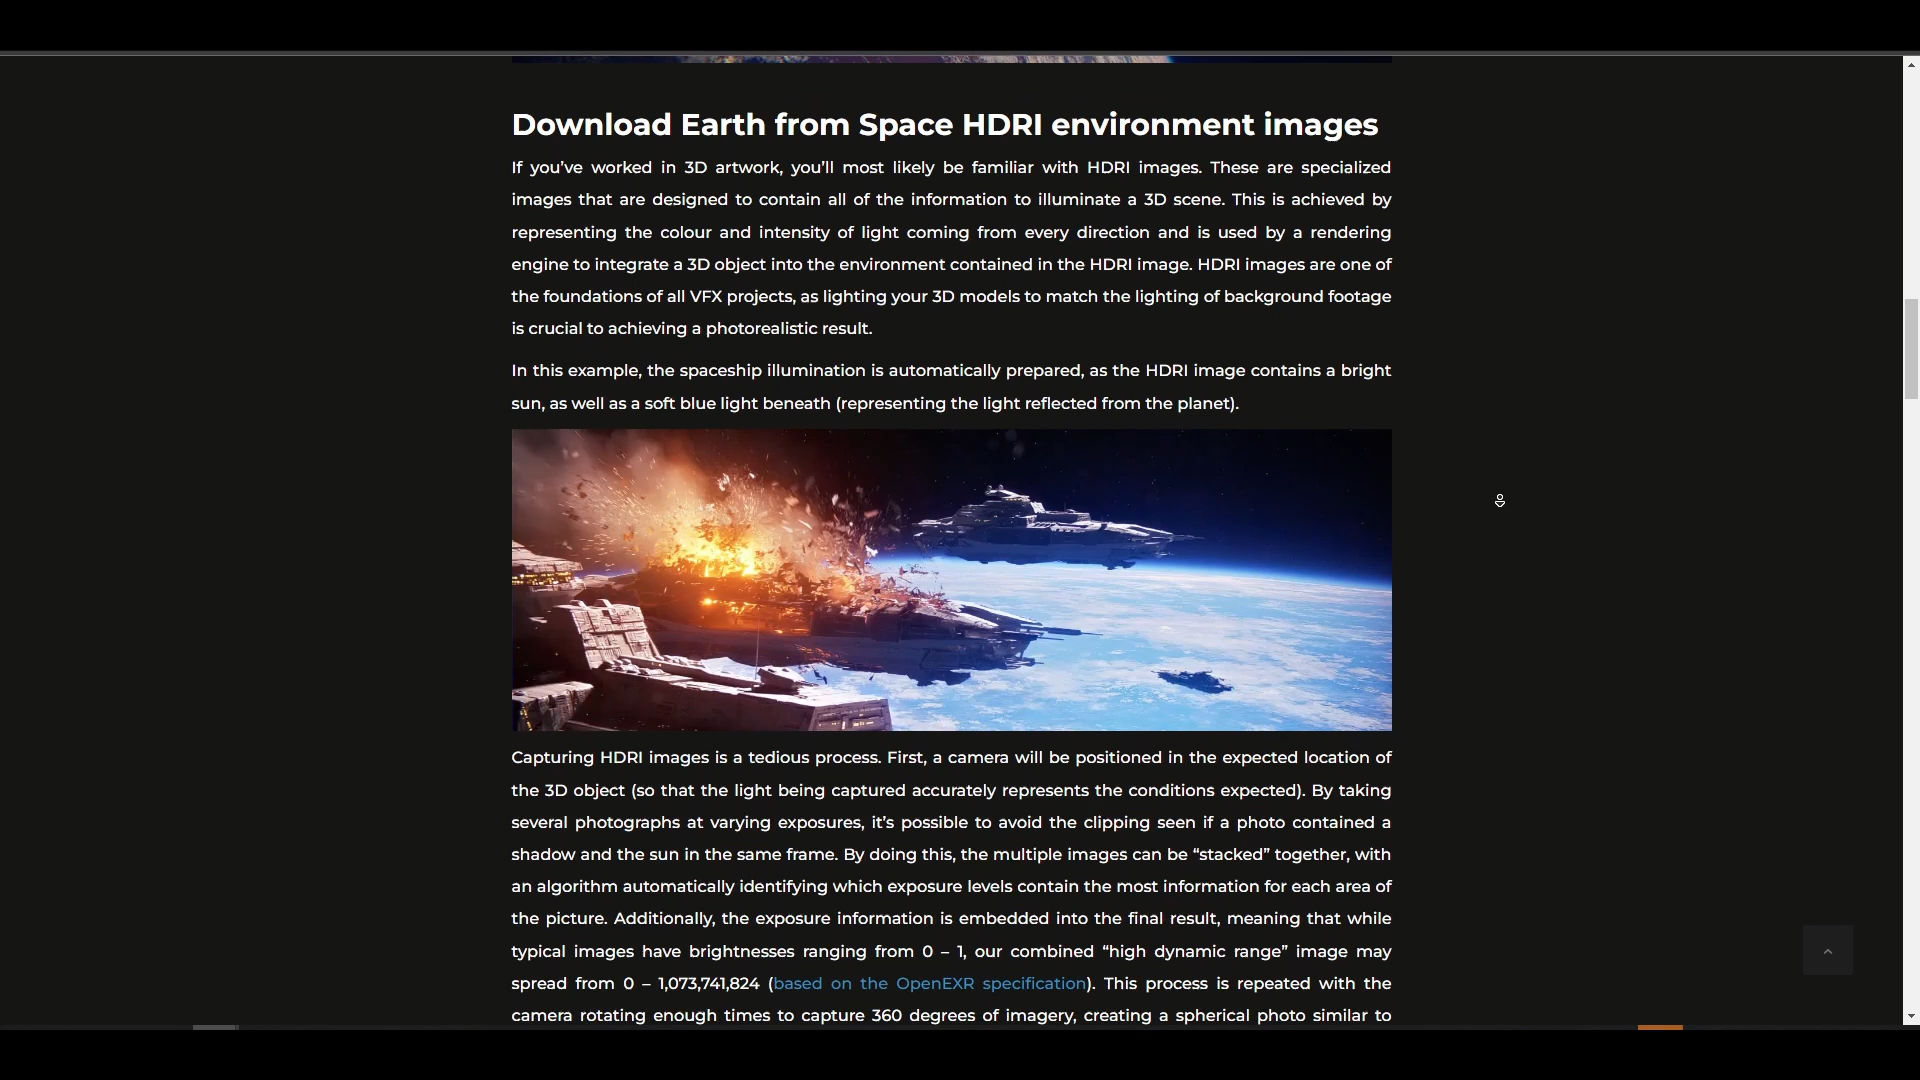 Download Earth from Space HDRI environment images
If you’ve worked in 3D artwork, you’ll most likely be familiar with HDRI images. These are specialized
images that are designed to contain all of the information to illuminate a 3D scene. This is achieved by
representing the colour and intensity of light coming from every direction and is used by a rendering
engine to integrate a 3D object into the environment contained in the HDRI image. HDRI images are one of
the foundations of all VFX projects, as lighting your 3D models to match the lighting of background footage
is crucial to achieving a photorealistic result.
In this example, the spaceship illumination is automatically prepared, as the HDRI image contains a bright
sun, as well as a soft blue light beneath (representing the light reflected from the planet).
Capturing HDRI images is a tedious process. First, a camera will be positioned in the expected location of
the 3D object (so that the light being captured accurately represents the conditions expected). By taking
several photographs at varying exposures, it’s possible to avoid the clipping seen if a photo contained a
shadow and the sun in the same frame. By doing this, the multiple images can be “stacked” together, with
an algorithm automatically identifying which exposure levels contain the most information for each area of
the picture. Additionally, the exposure information is embedded into the final result, meaning that while
typical images have brightnesses ranging from 0 – 1, our combined “high dynamic range” image may
spread from 0 – 1,073,741,824 (based on the OpenEXR specification). This process is repeated with the
camera rotating enough times to capture 360 degrees of imagery, creating a spherical photo similar to